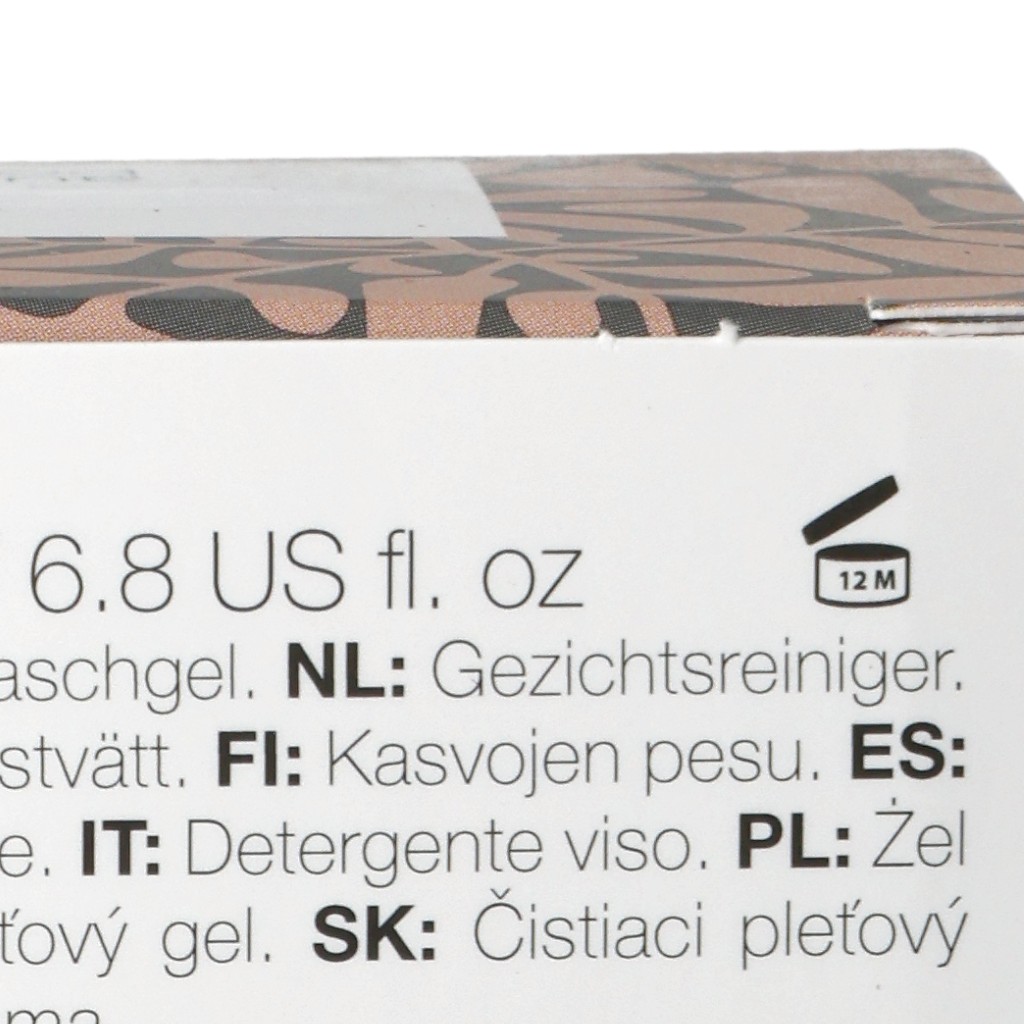 6.8 US fl. oz
12 M
aschgel. NL: Gezichtsreiniger.
stvätt. FI: Kasvojen pesu. ES:
e. IT: Detergente viso. PL: Żel
ťový gel. SK: Čistiaci pleťový
ma